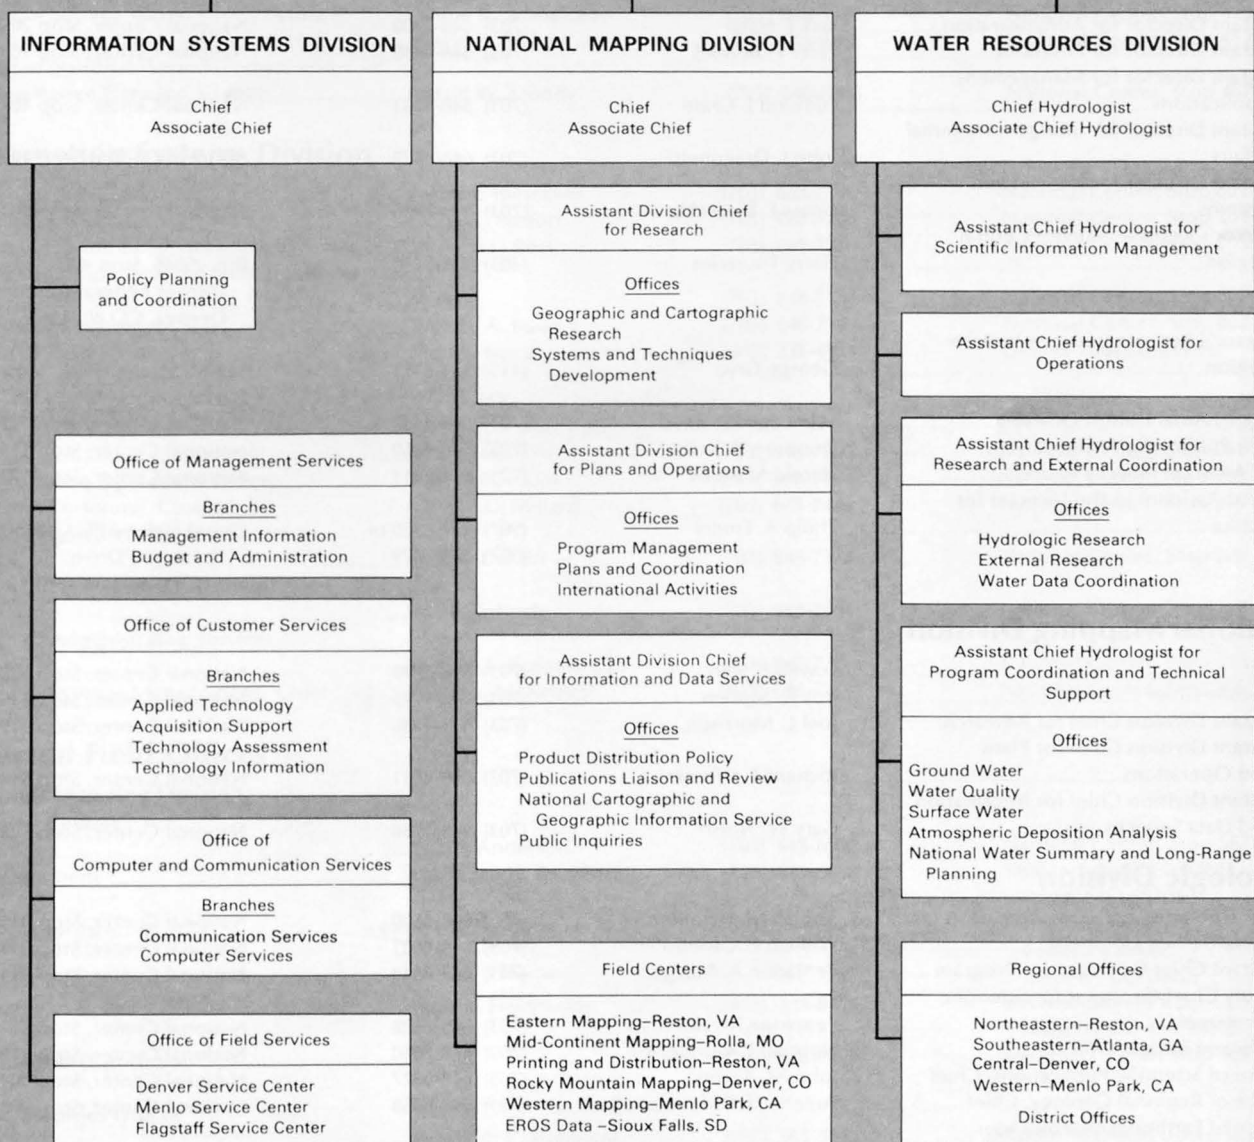 INFORMATION SYSTEMS DIVISION
Chief
Associate Chief
Policy Planning
and Coordination
Office of Management Services
Branches
Management Information
Budget and Administration
Office of Customer Services
Branches
Applied Technology
Acquisition Support
Technology Assessment
Technology Information
Office of
Computer and Communication Services
Branches
Communication Services
Computer Services
Office of Field Services
Denver Service Center
Menlo Service Center
Flagstaff Service Center
NATIONAL MAPPING DIVISION
Chief
Associate Chief
Assistant Division Chief
for Research
Offices
Geographic and Cartographic
Research
Systems and Techniques
Development
Assistant Division Chief
for Plans and Operations
Offices
Program Management
Plans and Coordination
International Activities
Assistant Division Chief
for Information and Data Services
Offices
Product Distribution Policy
Publications Liaison and Review
National Cartographic and
Geographic Information Service
Public Inquiries
Field Centers
Eastern Mapping–Reston, VA
Mid-Continent Mapping–Rolla, MO
Printing and Distribution–Reston, VA
Rocky Mountain Mapping–Denver, CO
Western Mapping–Menlo Park, CA
EROS Data –Sioux Falls, SD
WATER RESOURCES DIVISION
Chief Hydrologist
Associate Chief Hydrologist
Assistant Chief Hydrologist for
Scientific Information Management
Assistant Chief Hydrologist for
Operations
Assistant Chief Hydrologist for
Research and External Coordination
Offices
Hydrologic Research
External Research
Water Data Coordination
Assistant Chief Hydrologist for
Program Coordination and Technical
Support
Offices
Ground Water
Water Quality
Surface Water
Atmospheric Deposition Analysis
National Water Summary and Long-Range
Planning
Regional Offices
Northeastern–Reston, VA
Southeastern–Atlanta, GA
Central–Denver, CO
Western–Menlo Park, CA
District Offices